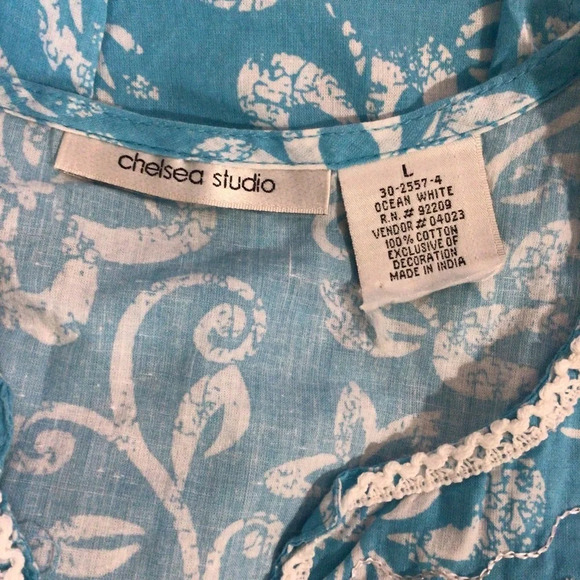 chelsea studio
L
30-2557-4
OCEAN WHITE
R.N.# 92209
VENDOR# 04023
100% COTTON
EXCLUSIVE OF
DECORATION
MADE IN INDIA